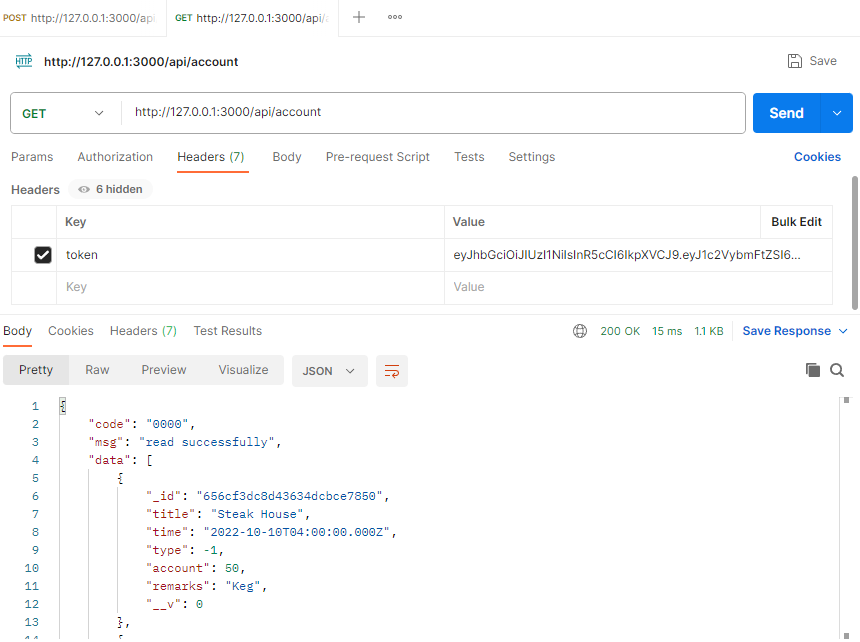 POST http://127.0.0.1:3000/api GET http://127.0.0.1:3000/api/
HTTP http://127.0.0.1:3000/api/account Save
GET http://127.0.0.1:3000/api/account Send
Params Authorization Headers (7) Body Pre-request Script Tests Settings Cookies
Headers 6 hidden
Key Value Bulk Edit
token eyJhbGciOiJIUzI1NiIsInR5cCI6IkpXVCJ9.eyJ1c2VybmFtZSI6...
Key Value
Body Cookies Headers (7) Test Results 200 OK 15 ms 1.1 KB Save Response
Pretty Raw Preview Visualize JSON
1 {
2 "code": "0000",
3 "msg": "read successfully",
4 "data": [
5 {
6 "_id": "656cf3dc8d43634dcbce7850",
7 "title": "Steak House",
8 "time": "2022-10-10T04:00:00.000Z",
9 "type": -1,
10 "account": 50,
11 "remarks": "Keg",
12 "__v": 0
13 },